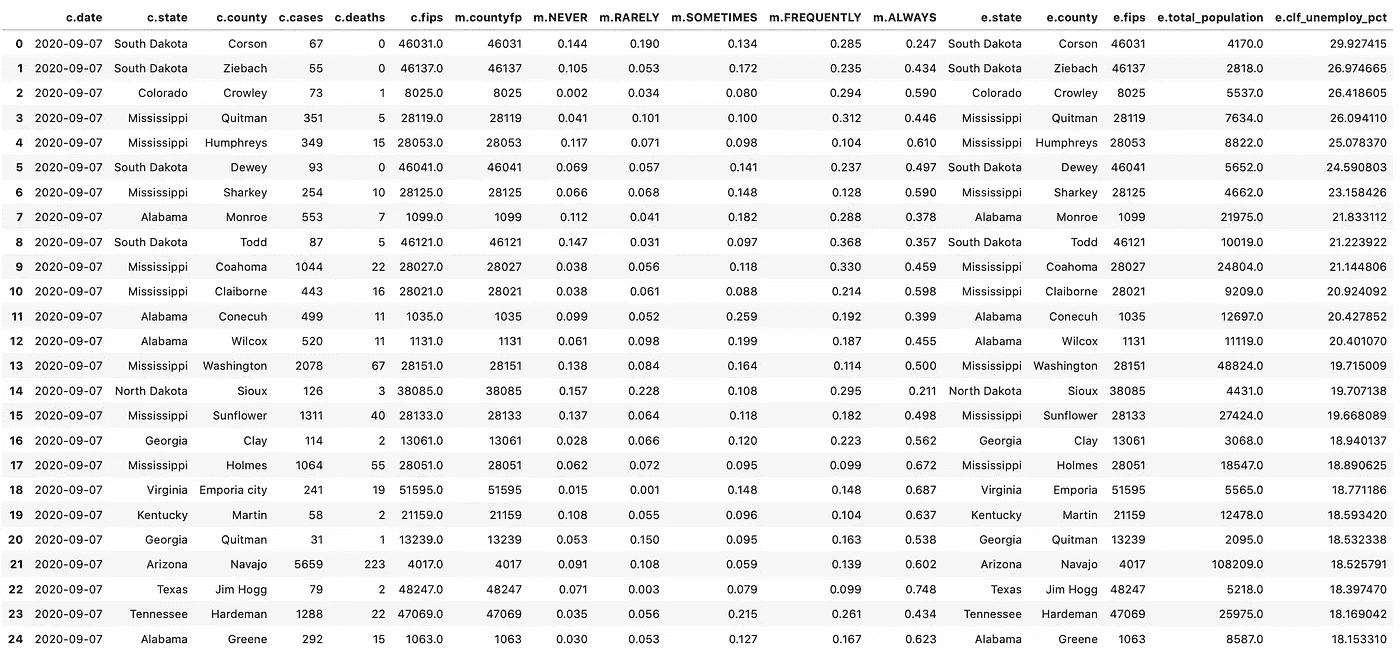 c.date c.state c.county c.cases c.deaths c.fips m.countyfp m.NEVER m.RARELY m.SOMETIMES m.FREQUENTLY m.ALWAYS e.state e.county e.fips e.total_population e.clf_unemploy_pct
0 2020-09-07 South Dakota Corson 67 0 46031.0 46031 0.144 0.190 0.134 0.285 0.247 South Dakota Corson 46031 4170.0 29.927415
1 2020-09-07 South Dakota Ziebach 55 0 46137.0 46137 0.105 0.053 0.172 0.235 0.434 South Dakota Ziebach 46137 2818.0 26.974665
2 2020-09-07 Colorado Crowley 73 1 8025.0 8025 0.002 0.034 0.080 0.294 0.590 Colorado Crowley 8025 5537.0 26.418605
3 2020-09-07 Mississippi Quitman 351 5 28119.0 28119 0.041 0.101 0.100 0.312 0.446 Mississippi Quitman 28119 7634.0 26.094110
4 2020-09-07 Mississippi Humphreys 349 15 28053.0 28053 0.117 0.071 0.098 0.104 0.610 Mississippi Humphreys 28053 8822.0 25.078370
5 2020-09-07 South Dakota Dewey 93 0 46041.0 46041 0.069 0.057 0.141 0.237 0.497 South Dakota Dewey 46041 5652.0 24.590803
6 2020-09-07 Mississippi Sharkey 254 10 28125.0 28125 0.066 0.068 0.148 0.128 0.590 Mississippi Sharkey 28125 4662.0 23.158426
7 2020-09-07 Alabama Monroe 553 7 1099.0 1099 0.112 0.041 0.182 0.288 0.378 Alabama Monroe 1099 21975.0 21.833112
8 2020-09-07 South Dakota Todd 87 5 46121.0 46121 0.147 0.031 0.097 0.368 0.357 South Dakota Todd 46121 10019.0 21.223922
9 2020-09-07 Mississippi Coahoma 1044 22 28027.0 28027 0.038 0.056 0.118 0.330 0.459 Mississippi Coahoma 28027 24804.0 21.144806
10 2020-09-07 Mississippi Claiborne 443 16 28021.0 28021 0.038 0.061 0.088 0.214 0.598 Mississippi Claiborne 28021 9209.0 20.924092
11 2020-09-07 Alabama Conecuh 499 11 1035.0 1035 0.099 0.052 0.259 0.192 0.399 Alabama Conecuh 1035 12697.0 20.427852
12 2020-09-07 Alabama Wilcox 520 11 1131.0 1131 0.061 0.098 0.199 0.187 0.455 Alabama Wilcox 1131 11119.0 20.401070
13 2020-09-07 Mississippi Washington 2078 67 28151.0 28151 0.138 0.084 0.164 0.114 0.500 Mississippi Washington 28151 48824.0 19.715009
14 2020-09-07 North Dakota Sioux 126 3 38085.0 38085 0.157 0.228 0.108 0.295 0.211 North Dakota Sioux 38085 4431.0 19.707138
15 2020-09-07 Mississippi Sunflower 1311 40 28133.0 28133 0.137 0.064 0.118 0.182 0.498 Mississippi Sunflower 28133 27424.0 19.668089
16 2020-09-07 Georgia Clay 114 2 13061.0 13061 0.028 0.066 0.120 0.223 0.562 Georgia Clay 13061 3068.0 18.940137
17 2020-09-07 Mississippi Holmes 1064 55 28051.0 28051 0.062 0.072 0.095 0.099 0.672 Mississippi Holmes 28051 18547.0 18.890625
18 2020-09-07 Virginia Emporia city 241 19 51595.0 51595 0.015 0.001 0.148 0.148 0.687 Virginia Emporia 51595 5565.0 18.771186
19 2020-09-07 Kentucky Martin 58 2 21159.0 21159 0.108 0.055 0.096 0.104 0.637 Kentucky Martin 21159 12478.0 18.593420
20 2020-09-07 Georgia Quitman 31 1 13239.0 13239 0.053 0.150 0.095 0.163 0.538 Georgia Quitman 13239 2095.0 18.532338
21 2020-09-07 Arizona Navajo 5659 223 4017.0 4017 0.091 0.108 0.059 0.139 0.602 Arizona Navajo 4017 108209.0 18.525791
22 2020-09-07 Texas Jim Hogg 79 2 48247.0 48247 0.071 0.003 0.079 0.099 0.748 Texas Jim Hogg 48247 5218.0 18.397470
23 2020-09-07 Tennessee Hardeman 1288 22 47069.0 47069 0.035 0.056 0.215 0.261 0.434 Tennessee Hardeman 47069 25975.0 18.169042
24 2020-09-07 Alabama Greene 292 15 1063.0 1063 0.030 0.053 0.127 0.167 0.623 Alabama Greene 1063 8587.0 18.153310